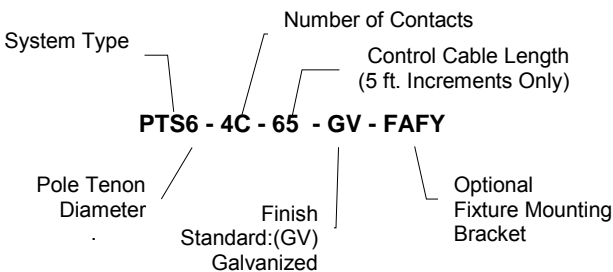 Number of Contacts
System Type
Control Cable Length
(5 ft. Increments Only)
PTS6 - 4C - 65 - GV - FAFY
Pole Tenon
Diameter
.
Finish
Standard:(GV)
Galvanized
Optional
Fixture Mounting
Bracket